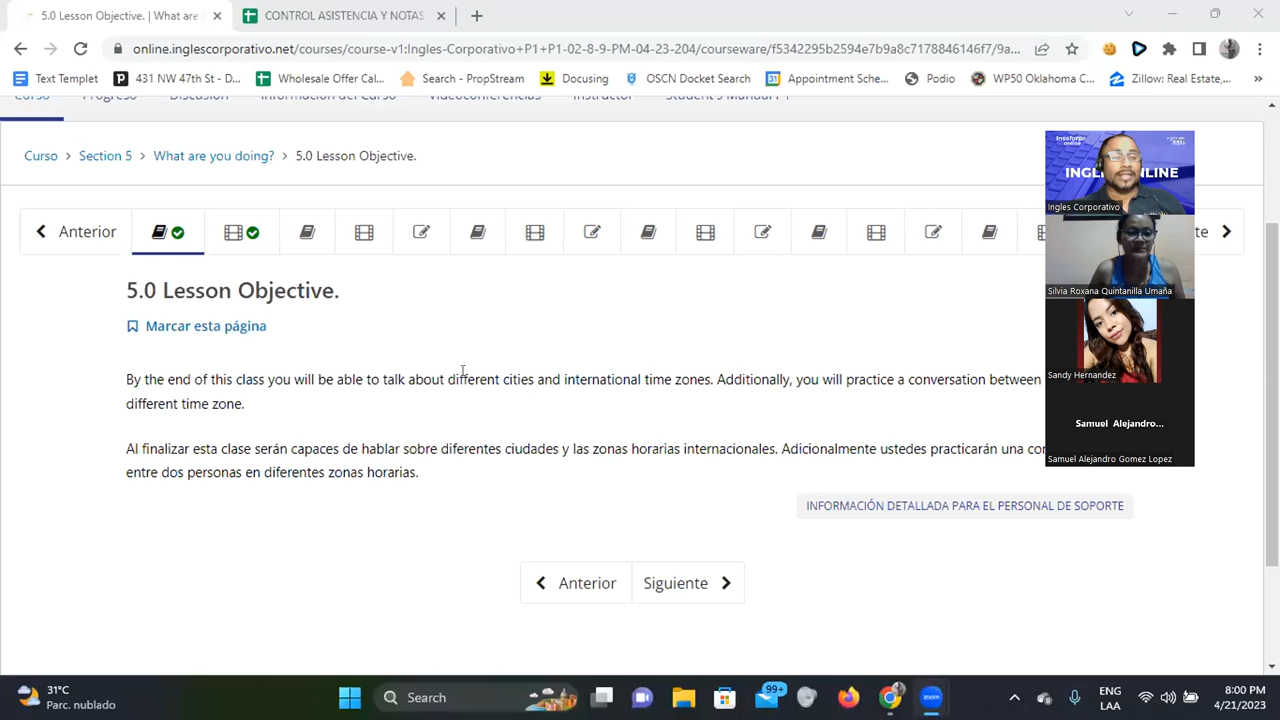 5.0 Lesson Objective. | What are
CONTROL ASISTENCIA Y NOTAS
online.inglescorporativo.net/courses/course-v1:Ingles-Corporativo+P1+P1-02-8-9-PM-04-23-204/courseware/f5342295b2594e7b9a8c7178846146f7/9a...
Text Templet
431 NW 47th St - D...
Wholesale Offer Cal...
Search - PropStream
Docusing
OSCN Docket Search
Appointment Sche...
Podio
WP50 Oklahoma C...
Zillow: Real Estate,...
»
Curso Progreso Discusión Información del Curso Videoconferencias Instructor Student's Manual P1
Curso > Section 5 > What are you doing? > 5.0 Lesson Objective.
Anterior
5.0 Lesson Objective.
Marcar esta página
By the end of this class you will be able to talk about different cities and international time zones. Additionally, you will practice a conversation between
different time zone.
Al finalizar esta clase serán capaces de hablar sobre diferentes ciudades y las zonas horarias internacionales. Adicionalmente ustedes practicarán una con
entre dos personas en diferentes zonas horarias.
INFORMACIÓN DETALLADA PARA EL PERSONAL DE SOPORTE
Anterior
Siguiente
Ingles Corporativo
Silvia Roxana Quintanilla Umaña
Sandy Hernandez
Samuel Alejandro...
Samuel Alejandro Gomez Lopez
31°C
Parc. nublado
Search
99+
ENG
LAA
8:00 PM
4/21/2023